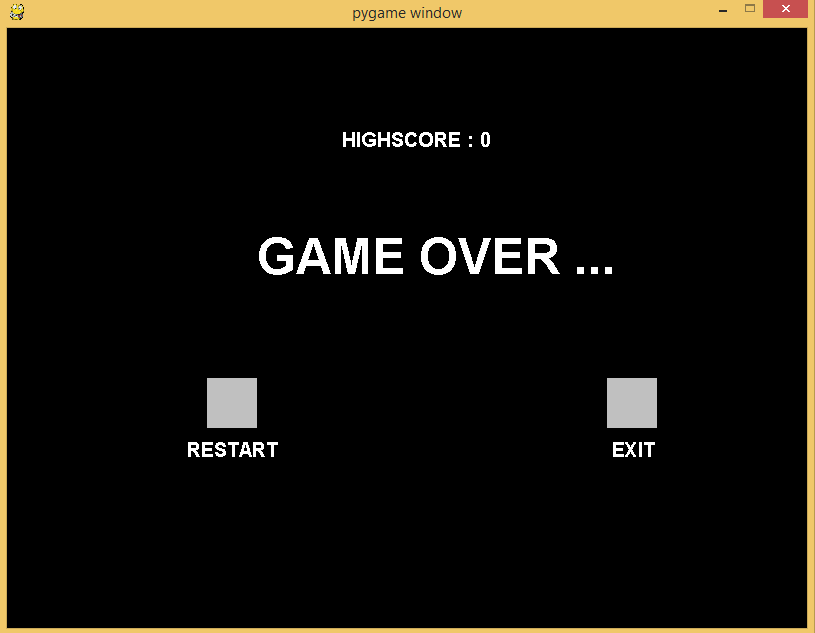 pygame window
HIGHSCORE : 0
GAME OVER ...
RESTART
EXIT